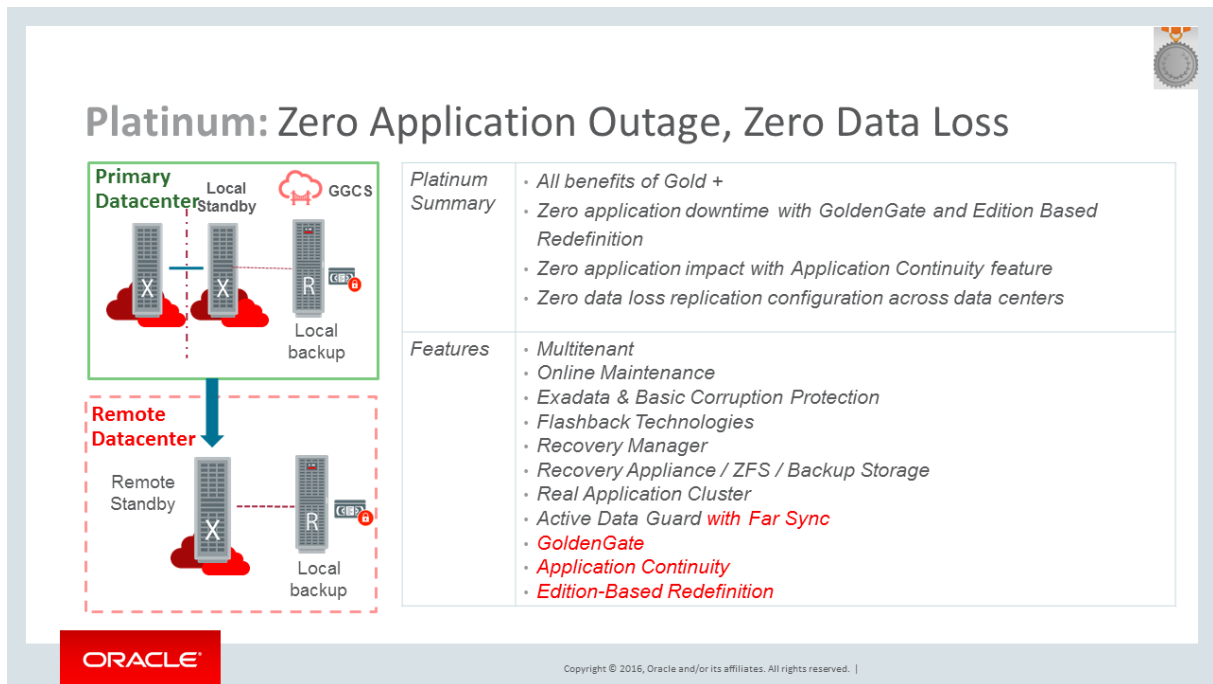 Platinum: Zero Application Outage, Zero Data Loss
Primary
Datacenter
Local
Standby
GGCS
X
X
R
Local
backup
Remote
Datacenter
Remote
Standby
X
R
Local
backup
Platinum
Summary
• All benefits of Gold +
• Zero application downtime with GoldenGate and Edition Based
Redefinition
• Zero application impact with Application Continuity feature
• Zero data loss replication configuration across data centers
Features
• Multitenant
• Online Maintenance
• Exadata & Basic Corruption Protection
• Flashback Technologies
• Recovery Manager
• Recovery Appliance / ZFS / Backup Storage
• Real Application Cluster
• Active Data Guard with Far Sync
• GoldenGate
• Application Continuity
• Edition-Based Redefinition
ORACLE®
Copyright © 2016, Oracle and/or its affiliates. All rights reserved. |